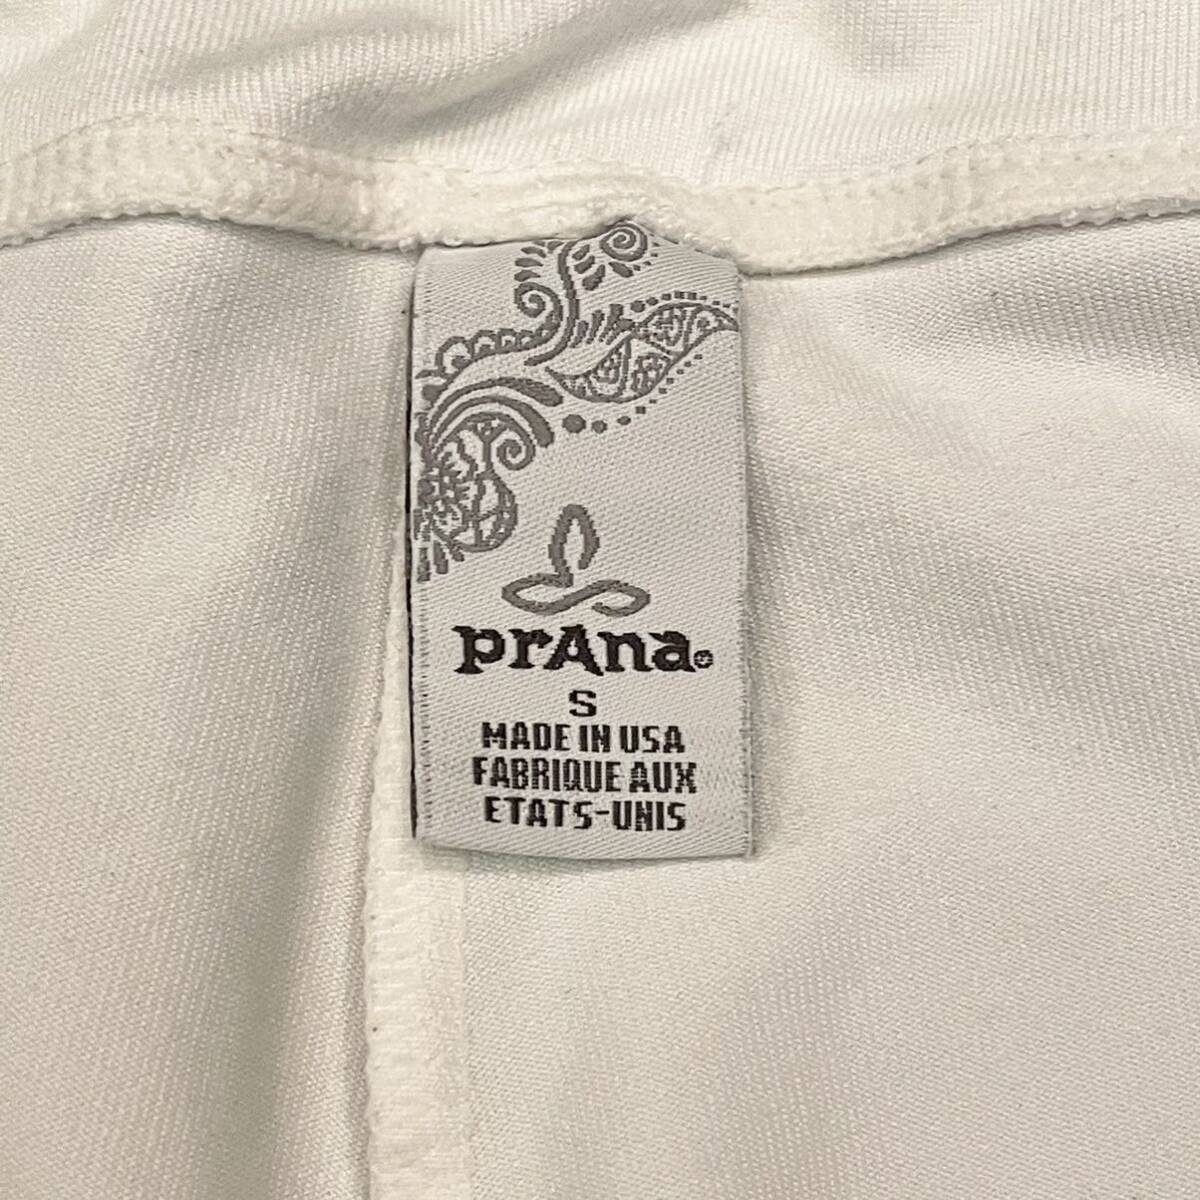 prAna®
S
MADE IN USA
FABRIQUE AUX
ETATS-UNIS